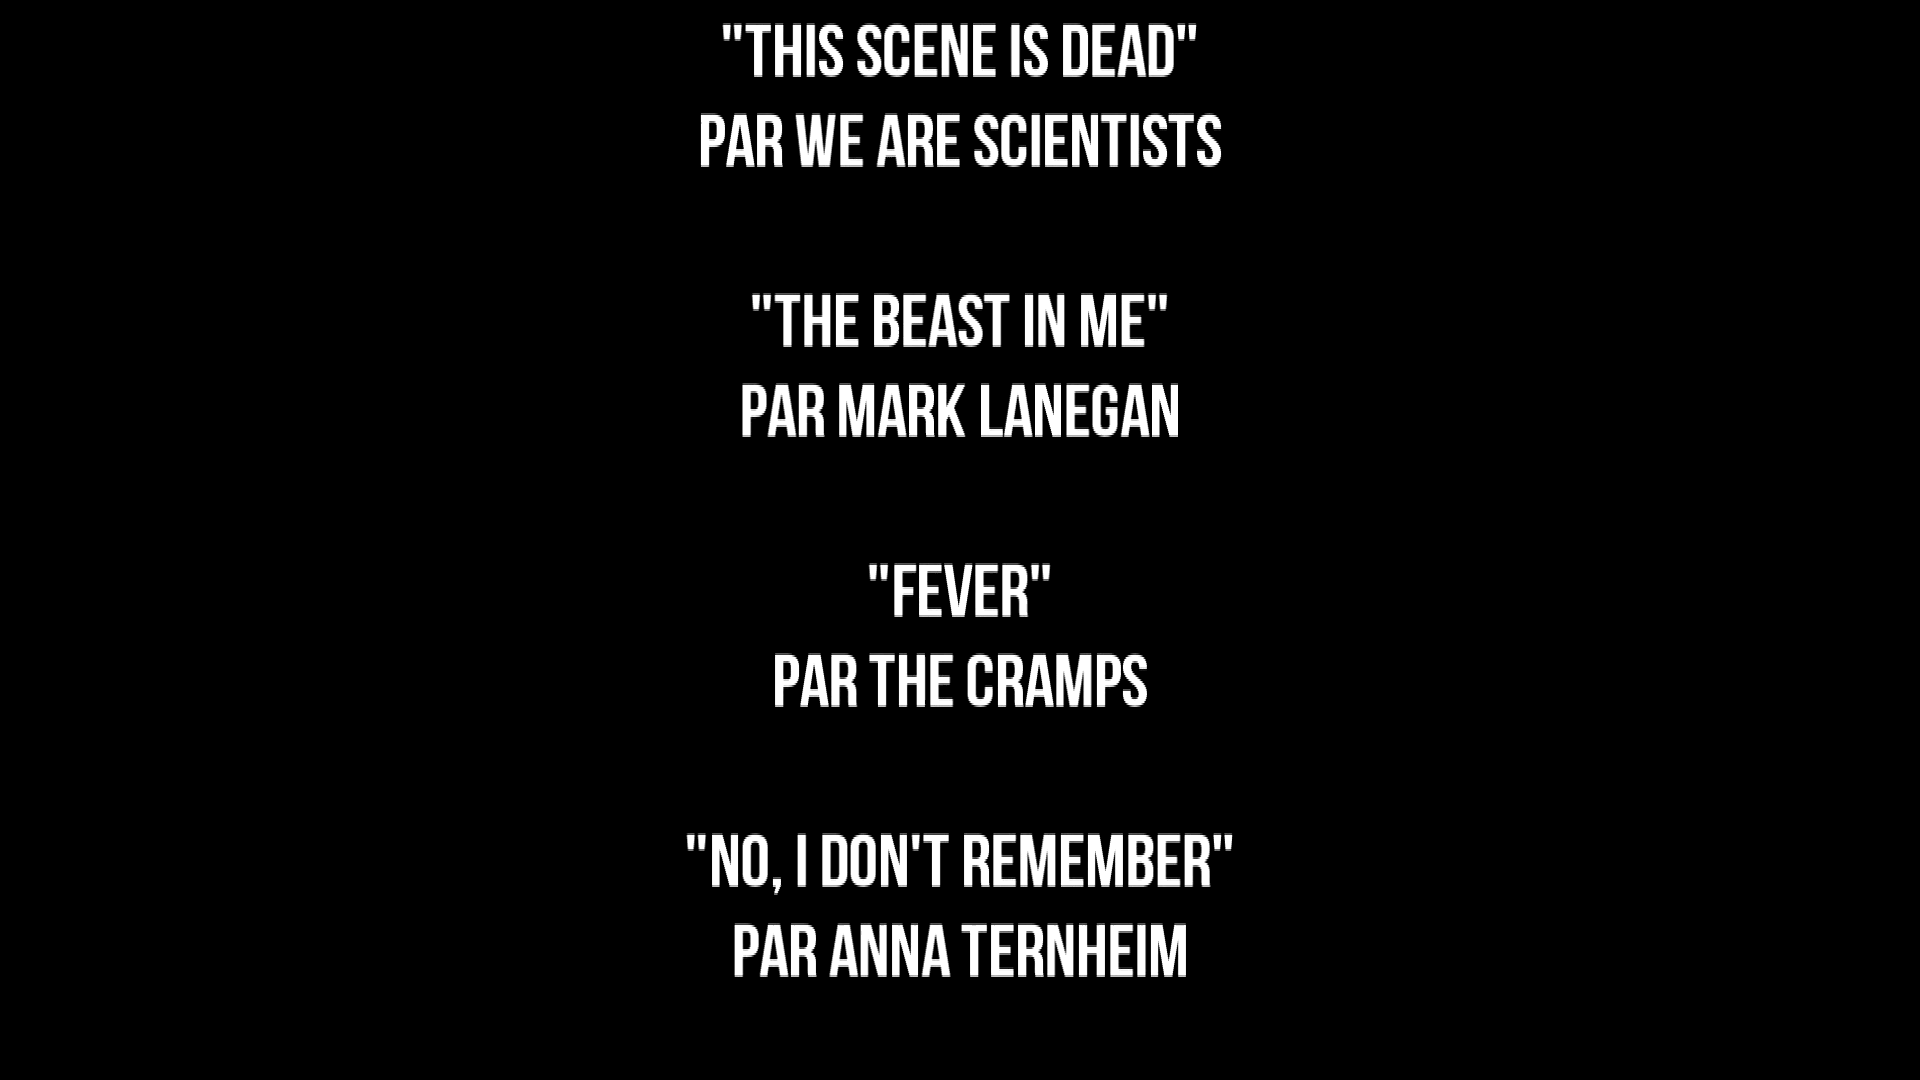 "THIS SCENE IS DEAD"
PAR WE ARE SCIENTISTS
"THE BEAST IN ME"
PAR MARK LANEGAN
"FEVER"
PAR THE CRAMPS
"NO, I DON'T REMEMBER"
PAR ANNA TERNHEIM